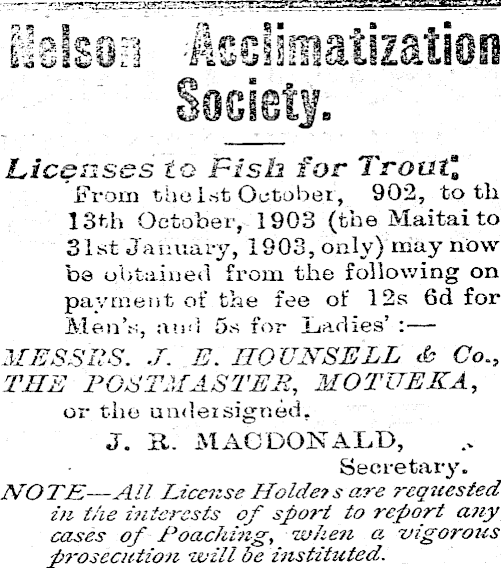 Nelson Acclimatization
Society.
Licenses to Fish for Trout:
From the 1st October, 902, to th
13th October, 1903 (the Maitai to
31st January, 1903, only) may now
be obtained from the following on
payment of the fee of 12s 6d for
Men's, and 5s for Ladies' :—
MESSRS. J. E. HOUNSELL & Co.,
THE POSTMASTER, MOTUEKA,
or the undersigned.
J. R. MACDONALD,
Secretary.
NOTE—All License Holders are requested
in the interests of sport to report any
cases of Poaching, when a vigorous
prosecution will be instituted.